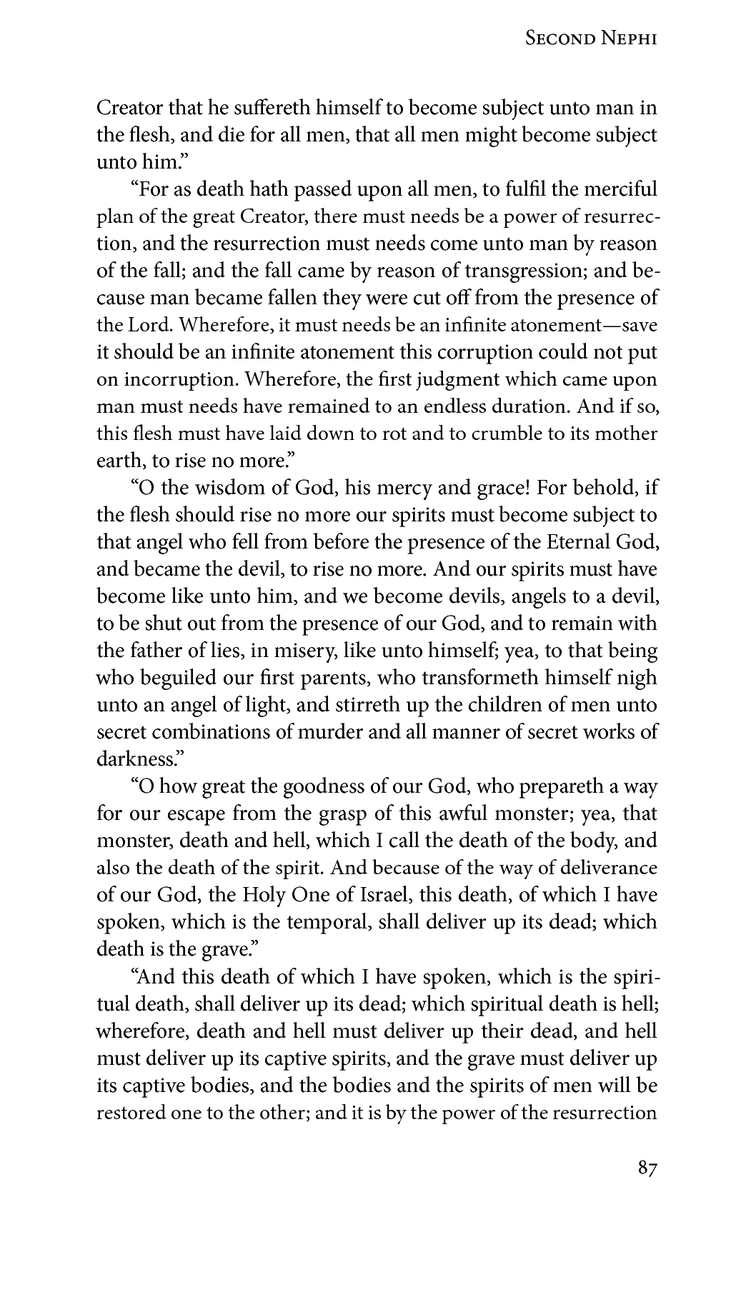 Second Nephi
Creator that he suffereth himself to become subject unto man in
the flesh, and die for all men, that all men might become subject
unto him.”
“For as death hath passed upon all men, to fulfil the merciful
plan of the great Creator, there must needs be a power of resurrec-
tion, and the resurrection must needs come unto man by reason
of the fall; and the fall came by reason of transgression; and be-
cause man became fallen they were cut off from the presence of
the Lord. Wherefore, it must needs be an infinite atonement—save
it should be an infinite atonement this corruption could not put
on incorruption. Wherefore, the first judgment which came upon
man must needs have remained to an endless duration. And if so,
this flesh must have laid down to rot and to crumble to its mother
earth, to rise no more.”
“O the wisdom of God, his mercy and grace! For behold, if
the flesh should rise no more our spirits must become subject to
that angel who fell from before the presence of the Eternal God,
and became the devil, to rise no more. And our spirits must have
become like unto him, and we become devils, angels to a devil,
to be shut out from the presence of our God, and to remain with
the father of lies, in misery, like unto himself; yea, to that being
who beguiled our first parents, who transformeth himself nigh
unto an angel of light, and stirreth up the children of men unto
secret combinations of murder and all manner of secret works of
darkness.”
“O how great the goodness of our God, who prepareth a way
for our escape from the grasp of this awful monster; yea, that
monster, death and hell, which I call the death of the body, and
also the death of the spirit. And because of the way of deliverance
of our God, the Holy One of Israel, this death, of which I have
spoken, which is the temporal, shall deliver up its dead; which
death is the grave.”
“And this death of which I have spoken, which is the spiri-
tual death, shall deliver up its dead; which spiritual death is hell;
wherefore, death and hell must deliver up their dead, and hell
must deliver up its captive spirits, and the grave must deliver up
its captive bodies, and the bodies and the spirits of men will be
restored one to the other; and it is by the power of the resurrection
87